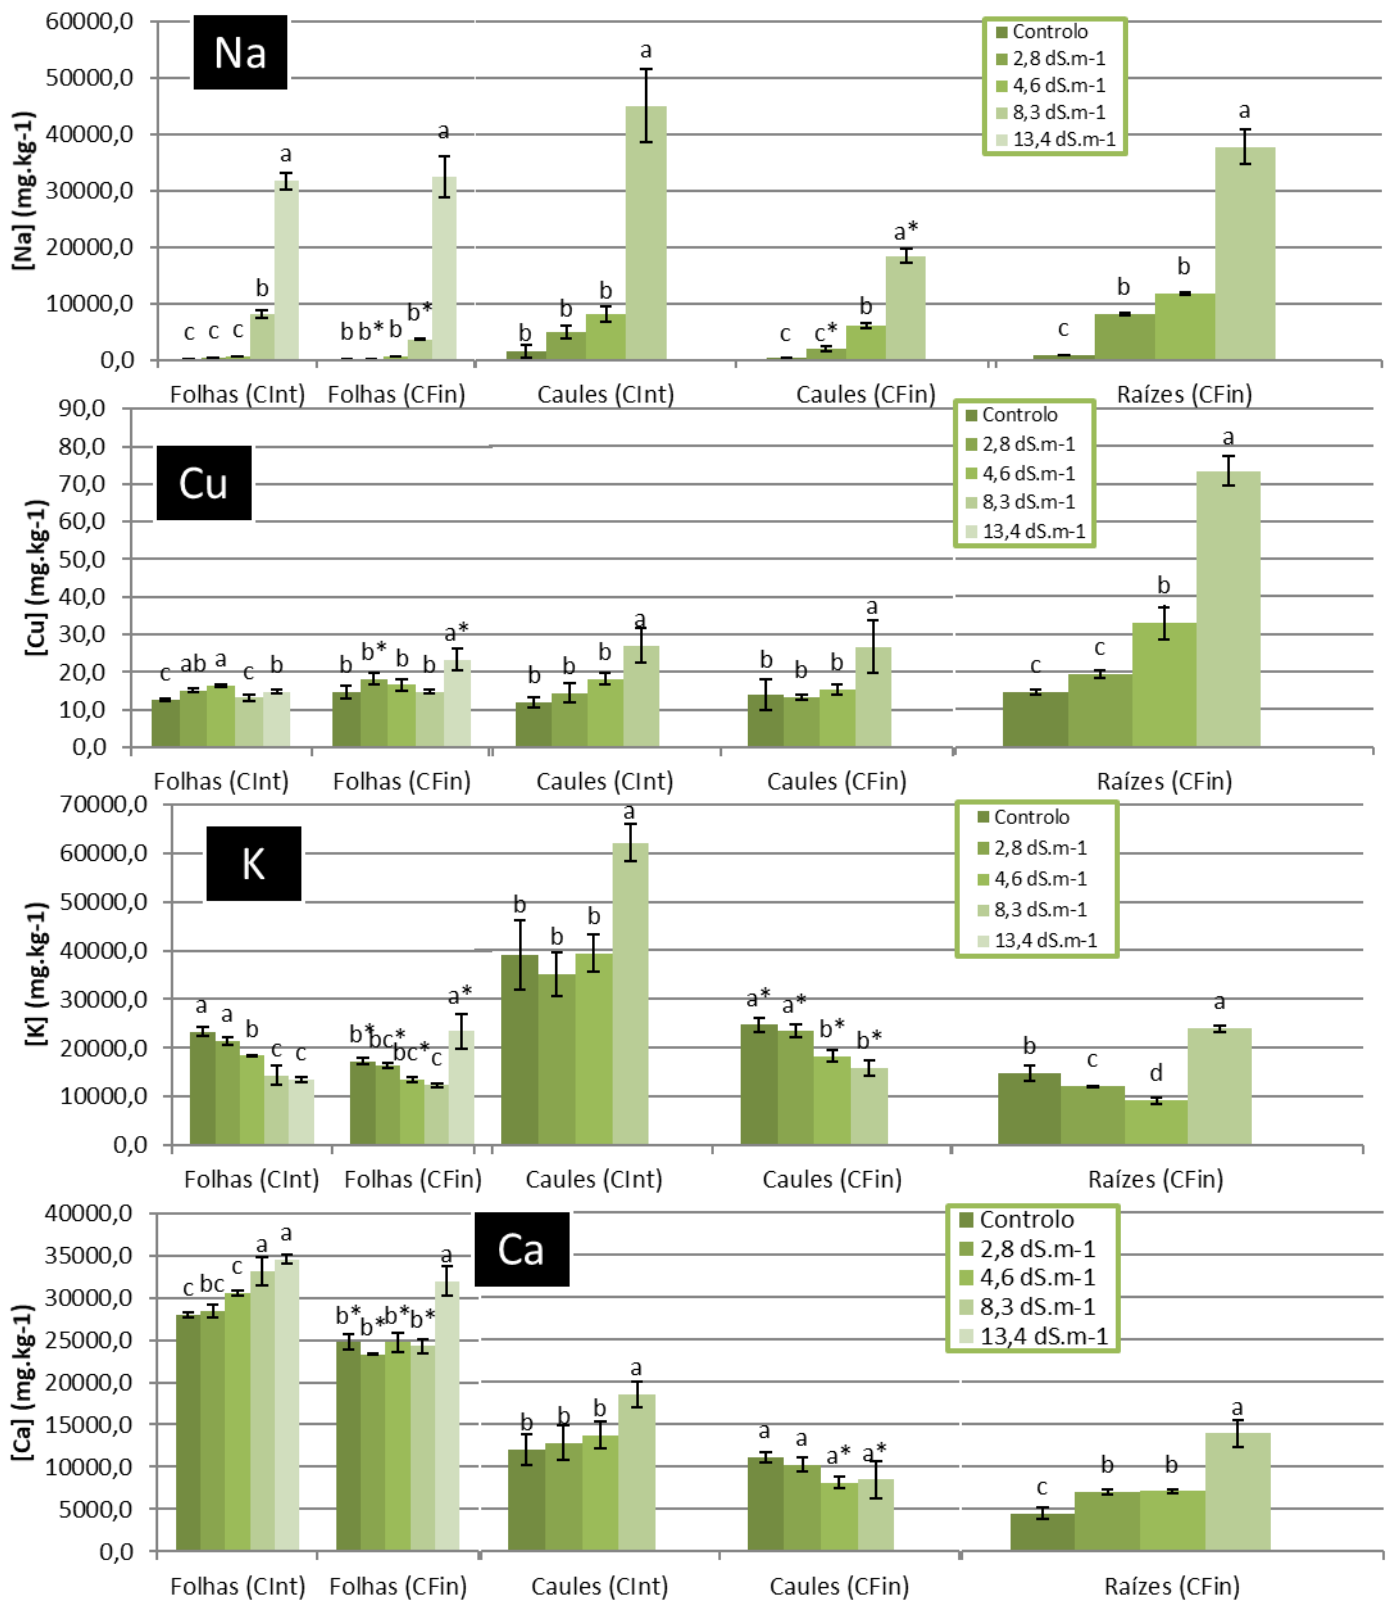 Na
[Na] (mg.kg-1)
60000,0
50000,0
40000,0
30000,0
20000,0
10000,0
0,0
Controlo
2,8 dS.m-1
4,6 dS.m-1
8,3 dS.m-1
13,4 dS.m-1
c c c b a
b b* b b* a
b b b a
c c* b a*
c b b a
Folhas (CInt) Folhas (CFin) Caules (CInt) Caules (CFin) Raízes (CFin)
Cu
[Cu] (mg.kg-1)
90,0
80,0
70,0
60,0
50,0
40,0
30,0
20,0
10,0
0,0
Controlo
2,8 dS.m-1
4,6 dS.m-1
8,3 dS.m-1
13,4 dS.m-1
c ab a c b
b b* b b a*
b b b a
b b b a
c c b a
Folhas (CInt) Folhas (CFin) Caules (CInt) Caules (CFin) Raízes (CFin)
K
[K] (mg.kg-1)
70000,0
60000,0
50000,0
40000,0
30000,0
20000,0
10000,0
0,0
Controlo
2,8 dS.m-1
4,6 dS.m-1
8,3 dS.m-1
13,4 dS.m-1
a a b c c
b* bc* bc* c a*
b b b a
a* a* b* b*
b c d a
Folhas (CInt) Folhas (CFin) Caules (CInt) Caules (CFin) Raízes (CFin)
Ca
[Ca] (mg.kg-1)
40000,0
35000,0
30000,0
25000,0
20000,0
15000,0
10000,0
5000,0
0,0
Controlo
2,8 dS.m-1
4,6 dS.m-1
8,3 dS.m-1
13,4 dS.m-1
c bc c a a
b* b* b* b* a
b b b a
a a a* a*
c b b a
Folhas (CInt) Folhas (CFin) Caules (CInt) Caules (CFin) Raízes (CFin)